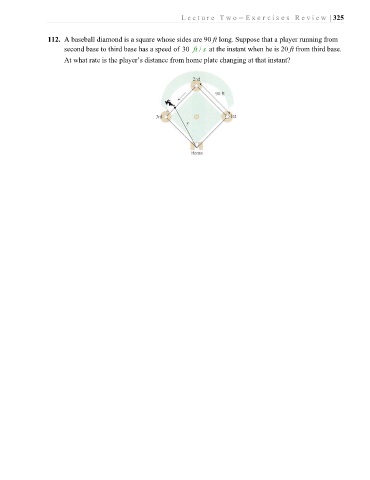 Lecture Two – Exercises Review | 325
112. A baseball diamond is a square whose sides are 90 ft long. Suppose that a player running from
second base to third base has a speed of 30 ft / s at the instant when he is 20 ft from third base.
At what rate is the player's distance from home plate changing at that instant?
2nd
90 ft
3rd
1st
Home